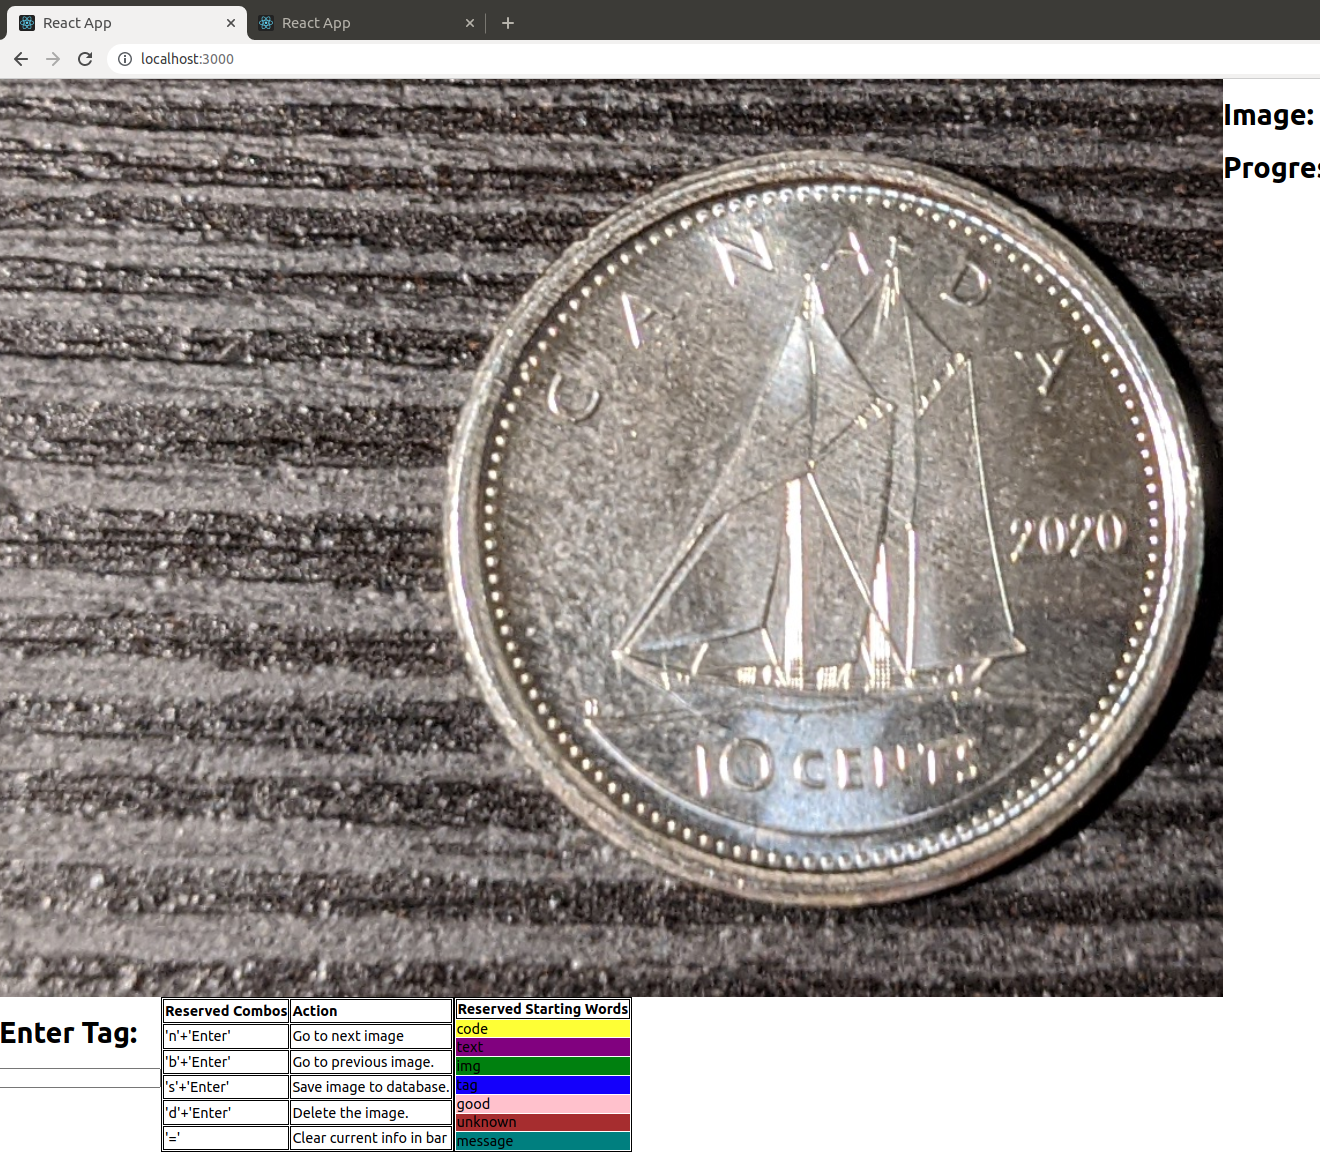 React App
React App
localhost:3000
CANADA
2020
10 CENTS
Image:
Progres
Enter Tag:
Reserved Combos Action
'n'+'Enter' Go to next image
'b'+'Enter' Go to previous image.
's'+'Enter' Save image to database.
'd'+'Enter' Delete the image.
'=' Clear current info in bar
Reserved Starting Words
code
text
img
tag
good
unknown
message